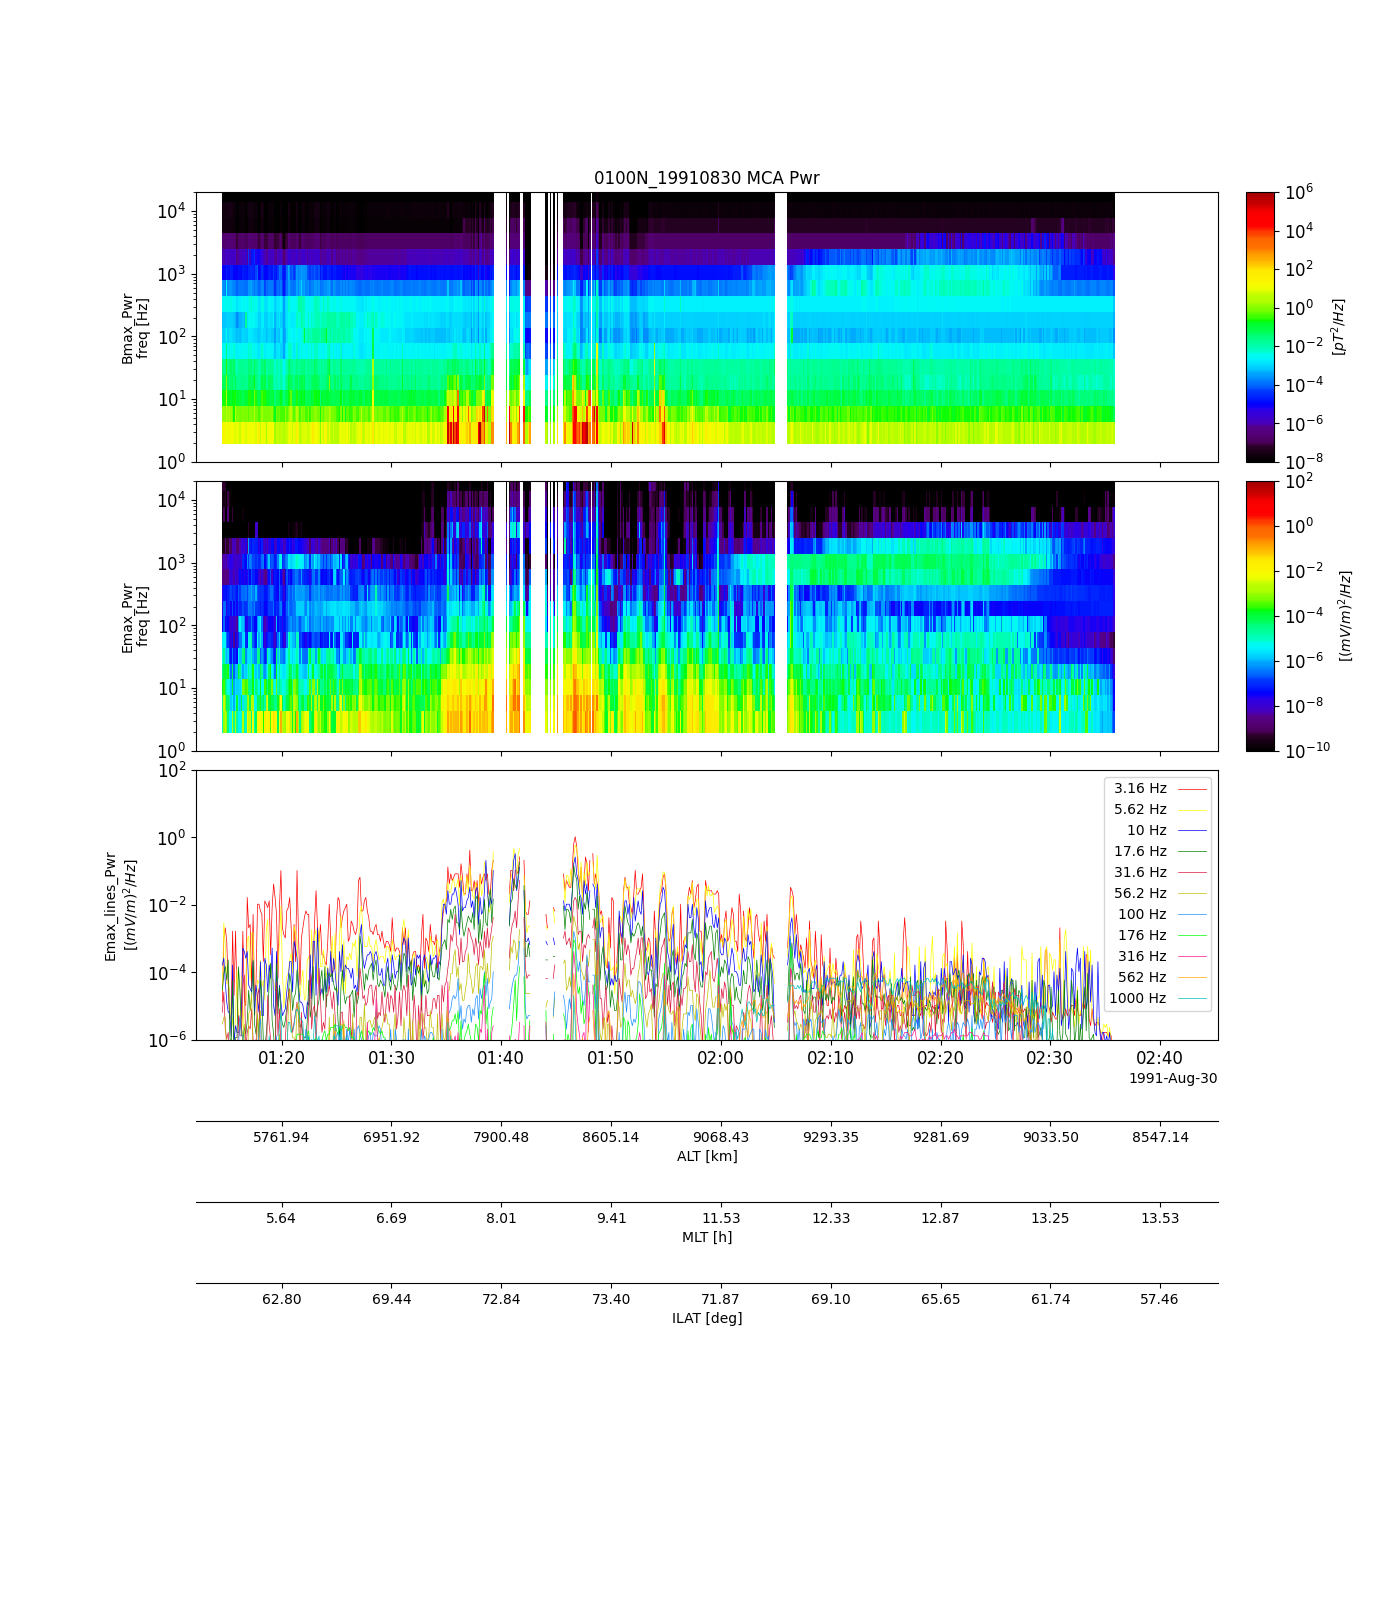 0100N_19910830 MCA Pwr
10^4
10^3
10^2
10^1
10^0
Bmax_Pwr
freq [Hz]
10^6
10^4
10^2
10^0
10^-2
10^-4
10^-6
10^-8
[pT^2/Hz]
10^4
10^3
10^2
10^1
10^0
Emax_Pwr
freq [Hz]
10^2
10^0
10^-2
10^-4
10^-6
10^-8
10^-10
[(mV/m)^2/Hz]
10^2
10^0
10^-2
10^-4
10^-6
Emax_lines_Pwr
[(mV/m)^2/Hz]
3.16 Hz
5.62 Hz
10 Hz
17.6 Hz
31.6 Hz
56.2 Hz
100 Hz
176 Hz
316 Hz
562 Hz
1000 Hz
01:20 01:30 01:40 01:50 02:00 02:10 02:20 02:30 02:40
1991-Aug-30
5761.94 6951.92 7900.48 8605.14 9068.43 9293.35 9281.69 9033.50 8547.14
ALT [km]
5.64 6.69 8.01 9.41 11.53 12.33 12.87 13.25 13.53
MLT [h]
62.80 69.44 72.84 73.40 71.87 69.10 65.65 61.74 57.46
ILAT [deg]